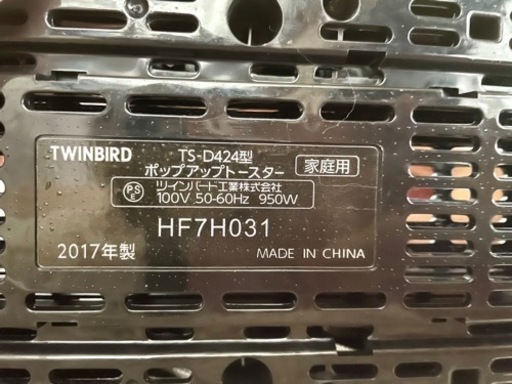 TWINBIRD TS-D424型 家庭用
ポップアップトースター
PSE ツインバード工業株式会社
100V 50-60Hz 950W
HF7H031
2017年製 MADE IN CHINA